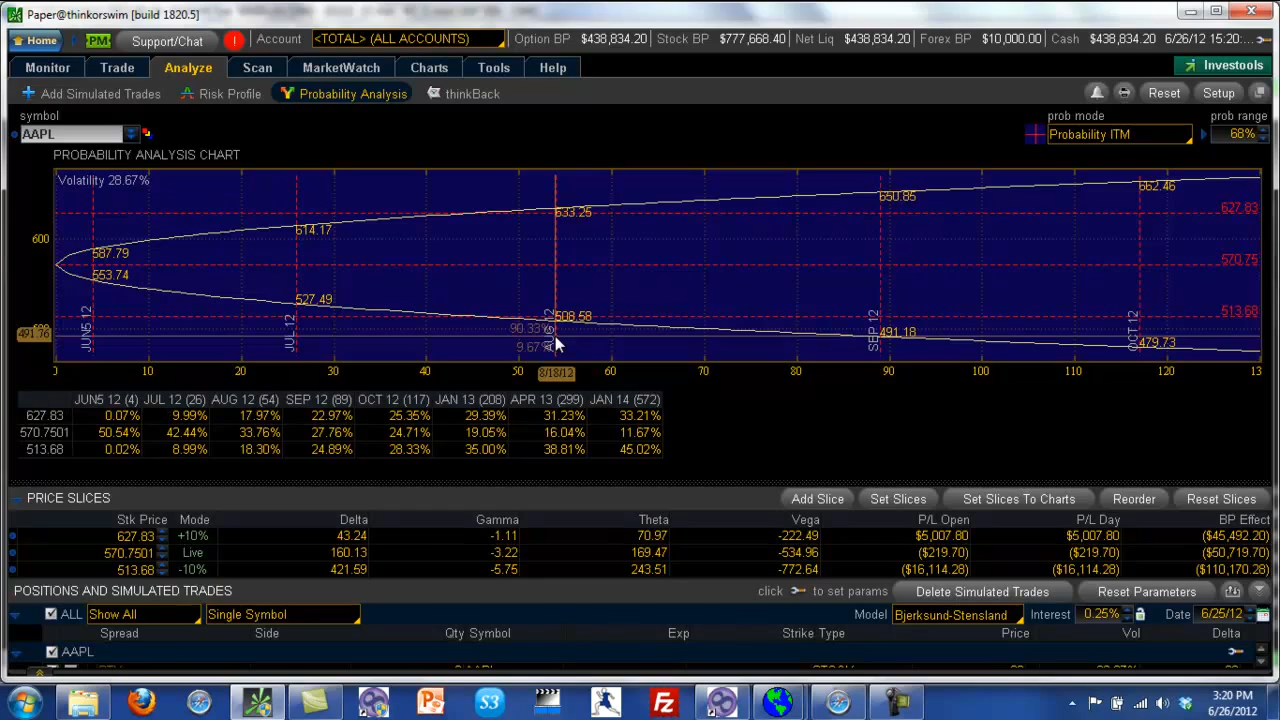 Paper@thinkorswim [build 1820.5]
Home PM Support/Chat ! Account <TOTAL> (ALL ACCOUNTS) Option BP $438,834.20 Stock BP $777,668.40 Net Liq $438,834.20 Forex BP $10,000.00 Cash $438,834.20 6/26/12 15:20:...
Monitor Trade Analyze Scan MarketWatch Charts Tools Help Investools
Add Simulated Trades Risk Profile Probability Analysis thinkBack Reset Setup
symbol prob mode prob range
AAPL Probability ITM 68%
PROBABILITY ANALYSIS CHART
Volatility 28.67%
662.46
650.85
627.83
633.25
614.17
600
587.79
570.75
553.74
527.49
508.58
513.68
90.33%
491.76
491.18
479.73
9.67%
JUN5 12 JUL 12 SEP 12 OCT 12
0 10 20 30 40 50 60 70 80 90 100 110 120 13
8/18/12
JUN5 12 (4) JUL 12 (26) AUG 12 (54) SEP 12 (89) OCT 12 (117) JAN 13 (208) APR 13 (299) JAN 14 (572)
627.83 0.07% 9.99% 17.97% 22.97% 25.35% 29.39% 31.23% 33.21%
570.7501 50.54% 42.44% 33.76% 27.76% 24.71% 19.05% 16.04% 11.67%
513.68 0.02% 8.99% 18.30% 24.89% 28.33% 35.00% 38.81% 45.02%
PRICE SLICES Add Slice Set Slices Set Slices To Charts Reorder Reset Slices
Stk Price Mode Delta Gamma Theta Vega P/L Open P/L Day BP Effect
627.83 +10% 43.24 -1.11 70.97 -222.49 $5,007.80 $5,007.80 ($45,492.20)
570.7501 Live 160.13 -3.22 169.47 -534.96 ($219.70) ($219.70) ($50,719.70)
513.68 -10% 421.59 -5.75 243.51 -772.64 ($16,114.28) ($16,114.28) ($110,170.28)
POSITIONS AND SIMULATED TRADES click to set params Delete Simulated Trades Reset Parameters
ALL Show All Single Symbol Model Bjerksund-Stensland Interest 0.25% Date 6/25/12
Spread Side Qty Symbol Exp Strike Type Price Vol Delta
AAPL
3:20 PM
6/26/2012